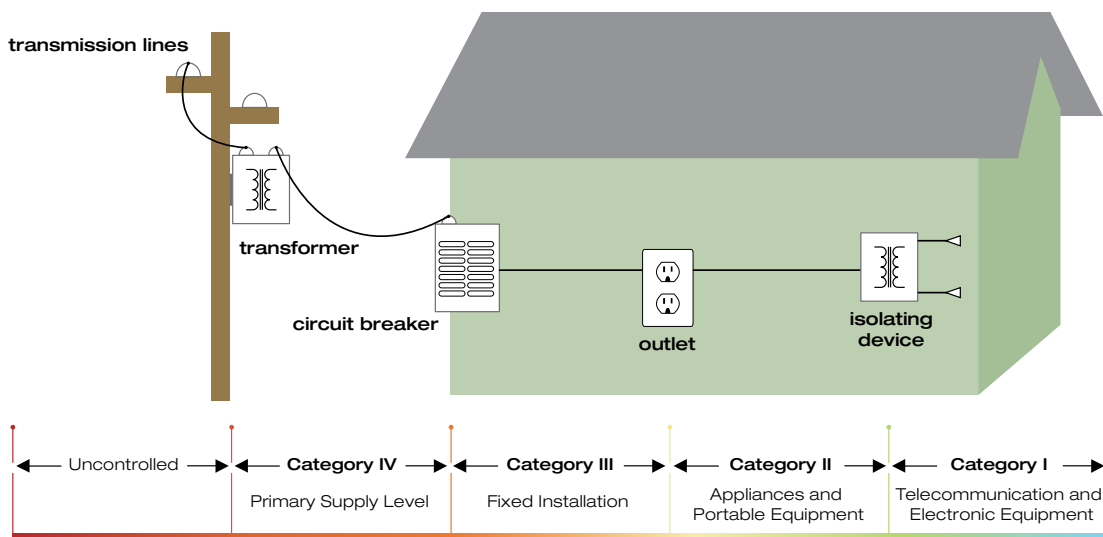 transmission lines
transformer
circuit breaker
outlet
isolating
device
Uncontrolled
Category IV
Primary Supply Level
Category III
Fixed Installation
Category II
Appliances and
Portable Equipment
Category I
Telecommunication and
Electronic Equipment